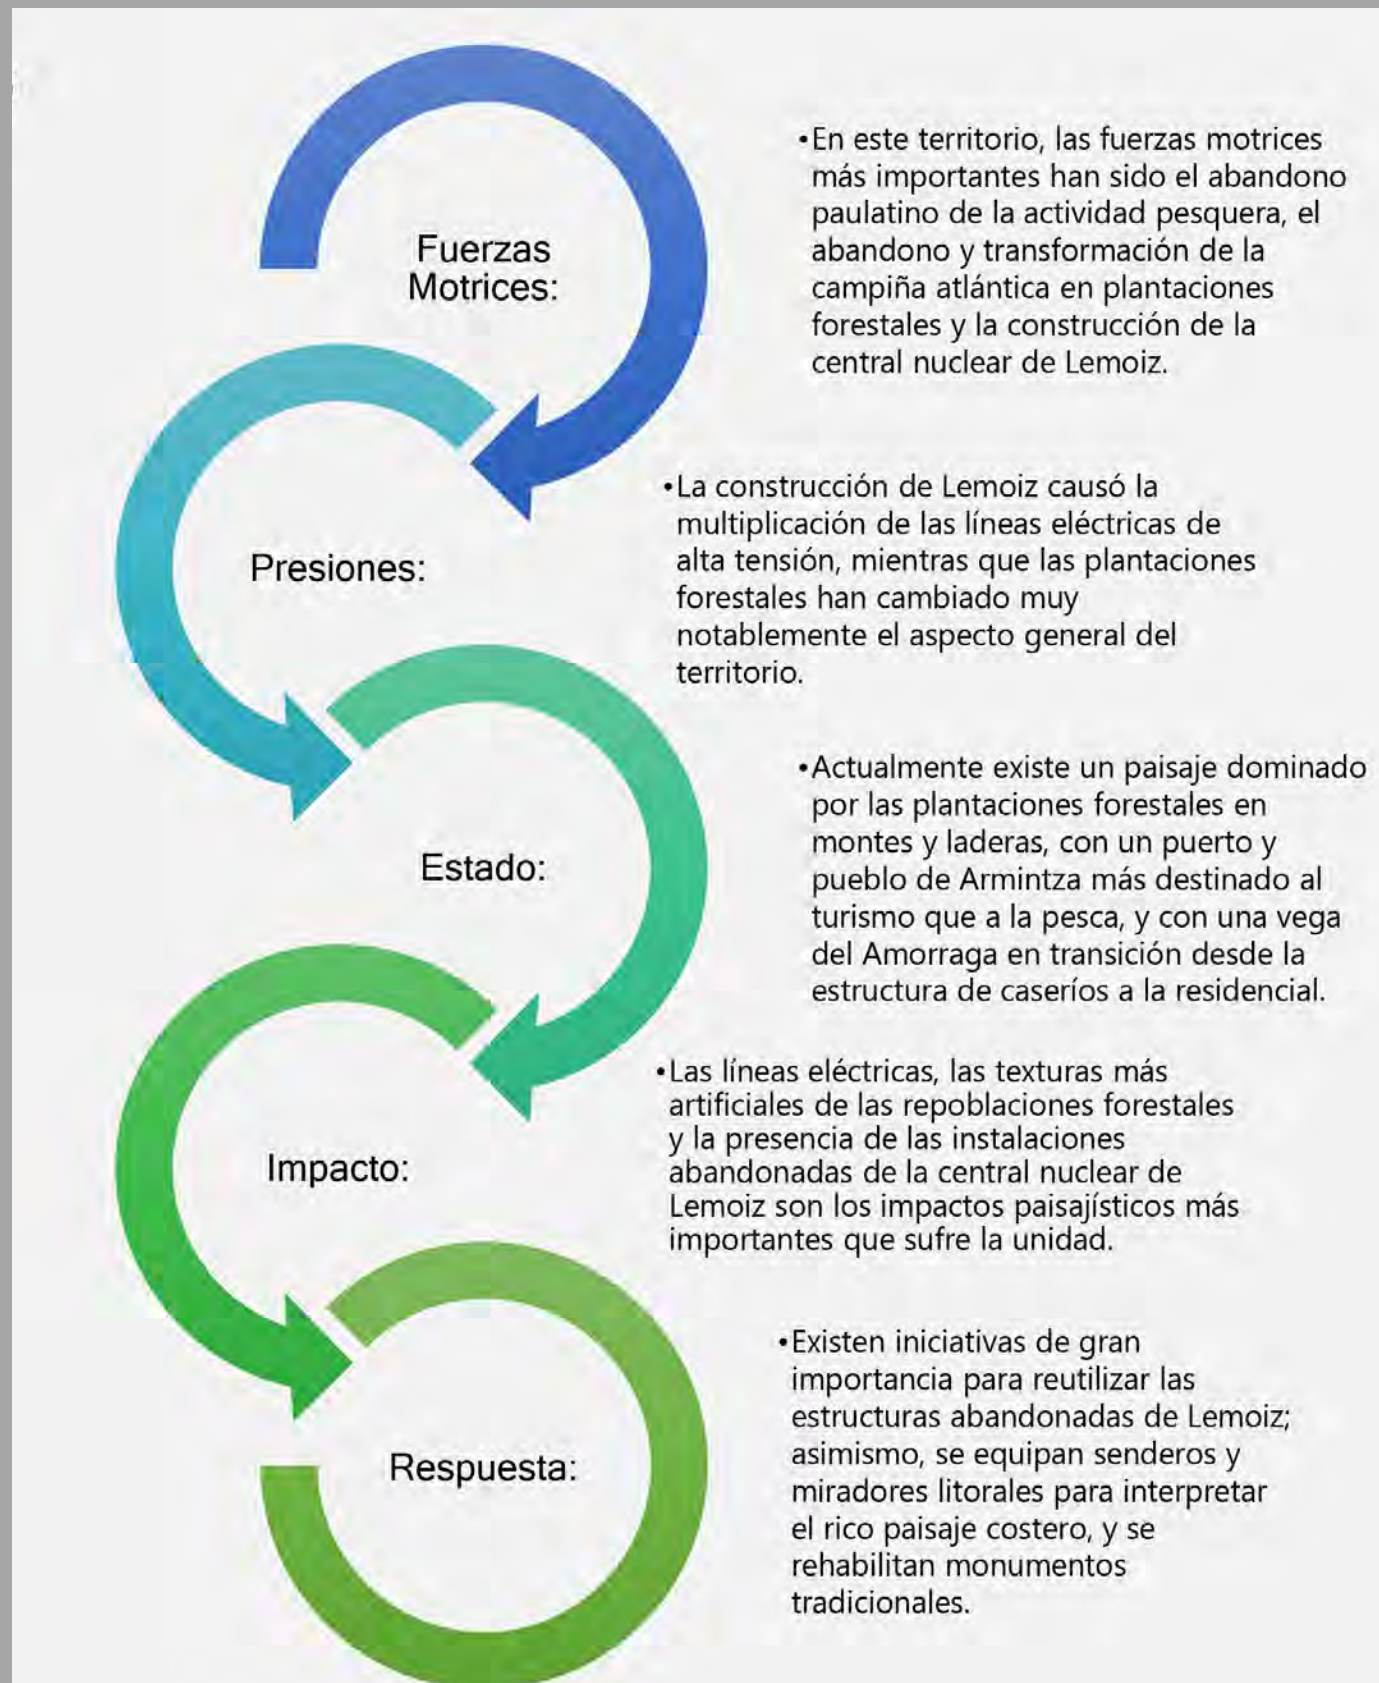 Fuerzas
Motrices:
•En este territorio, las fuerzas motrices
más importantes han sido el abandono
paulatino de la actividad pesquera, el
abandono y transformación de la
campiña atlántica en plantaciones
forestales y la construcción de la
central nuclear de Lemoiz.
Presiones:
•La construcción de Lemoiz causó la
multiplicación de las líneas eléctricas de
alta tensión, mientras que las plantaciones
forestales han cambiado muy
notablemente el aspecto general del
territorio.
Estado:
•Actualmente existe un paisaje dominado
por las plantaciones forestales en
montes y laderas, con un puerto y
pueblo de Armintza más destinado al
turismo que a la pesca, y con una vega
del Amorraga en transición desde la
estructura de caseríos a la residencial.
Impacto:
•Las líneas eléctricas, las texturas más
artificiales de las repoblaciones forestales
y la presencia de las instalaciones
abandonadas de la central nuclear de
Lemoiz son los impactos paisajísticos más
importantes que sufre la unidad.
Respuesta:
•Existen iniciativas de gran
importancia para reutilizar las
estructuras abandonadas de Lemoiz;
asimismo, se equipan senderos y
miradores litorales para interpretar
el rico paisaje costero, y se
rehabilitan monumentos
tradicionales.